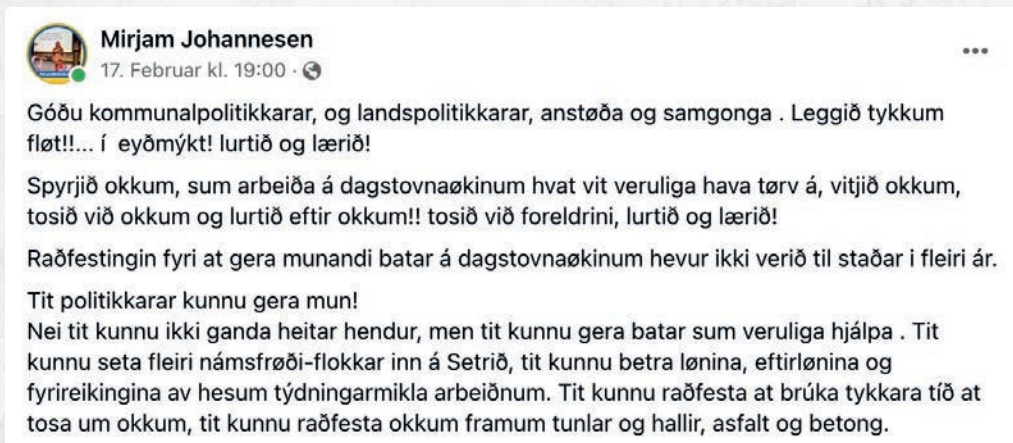 Mirjam Johannesen
17. Februar kl. 19:00 ·
Góðu kommunalpolitikkarar, og landspolitikkarar, anstøða og samgonga . Leggið tykkum
fløt!!... í eyðmýkt! lurtið og lærið!
Spyrjið okkum, sum arbeiða á dagstovnaøkinum hvat vit veruliga hava tørv á, vitjið okkum,
tosið við okkum og lurtið eftir okkum!! tosið við foreldrini, lurtið og lærið!
Raðfestingin fyri at gera munandi batar á dagstovnaøkinum hevur ikki verið til staðar i fleiri ár.
Tit politikkarar kunnu gera mun!
Nei tit kunnu ikki ganda heitar hendur, men tit kunnu gera batar sum veruliga hjálpa . Tit
kunnu seta fleiri námsfrøði-flokkar inn á Setrið, tit kunnu betra lønina, eftirlønina og
fyrireikingina av hesum týdningarmikla arbeiðnum. Tit kunnu raðfesta at brúka tykkara tíð at
tosa um okkum, tit kunnu raðfesta okkum framum tunlar og hallir, asfalt og betong.